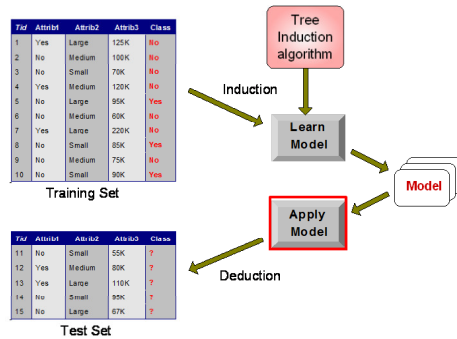 Tid Attrib1 Attrib2 Attrib3 Class
1 Yes Large 125K No
2 No Medium 100K No
3 No Small 70K No
4 Yes Medium 120K No
5 No Large 95K Yes
6 No Medium 60K No
7 Yes Large 220K No
8 No Small 85K Yes
9 No Medium 75K No
10 No Small 90K Yes
Training Set
Tree
Induction
algorithm
Induction
Learn
Model
Model
Apply
Model
Deduction
Tid Attrib1 Attrib2 Attrib3 Class
11 No Small 55K ?
12 Yes Medium 80K ?
13 Yes Large 110K ?
14 No Small 95K ?
15 No Large 67K ?
Test Set